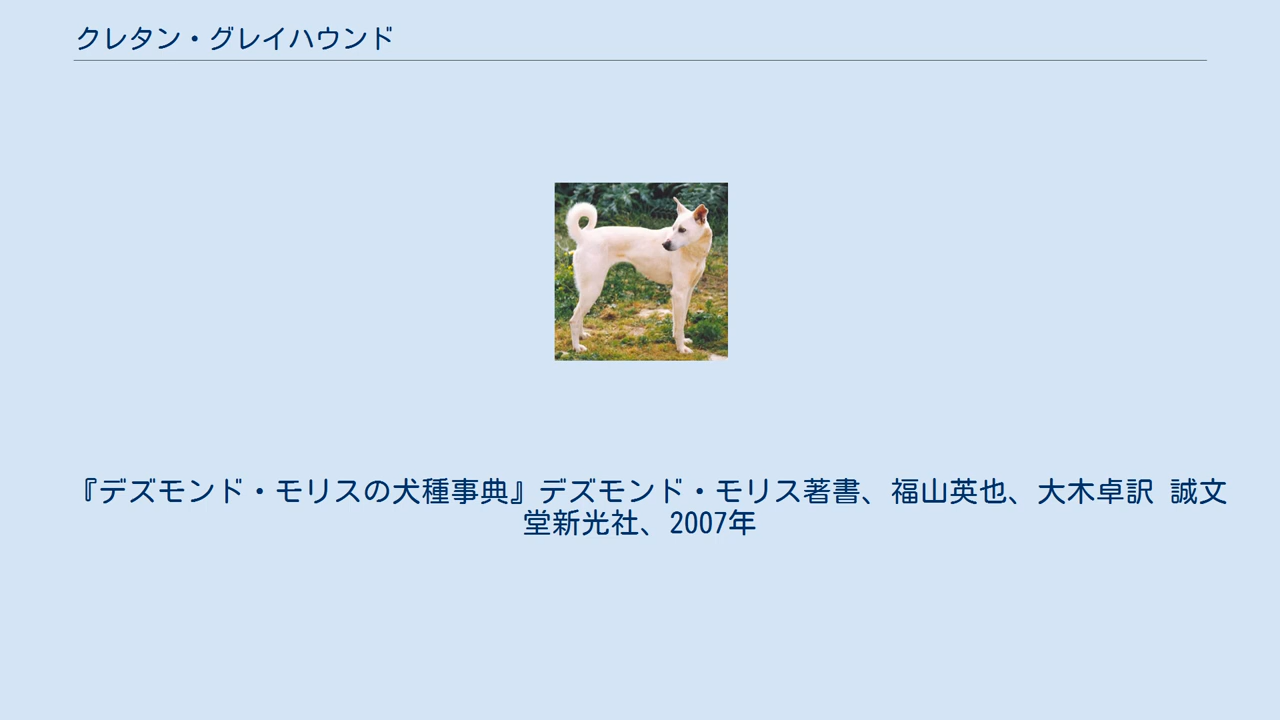 クレタン・グレイハウンド
『デズモンド・モリスの犬種事典』デズモンド・モリス著書、福山英也、大木卓訳 誠文
堂新光社、2007年